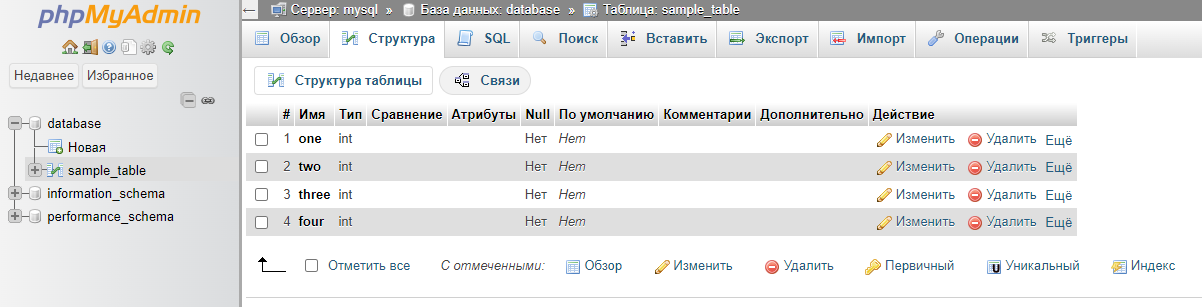 phpMyAdmin
Недавнее Избранное
database
Новая
sample_table
information_schema
performance_schema
← Сервер: mysql » База данных: database » Таблица: sample_table
Обзор Структура SQL Поиск Вставить Экспорт Импорт Операции Триггеры
Структура таблицы Связи
# Имя Тип Сравнение Атрибуты Null По умолчанию Комментарии Дополнительно Действие
1 one int Нет Нет Изменить Удалить Ещё
2 two int Нет Нет Изменить Удалить Ещё
3 three int Нет Нет Изменить Удалить Ещё
4 four int Нет Нет Изменить Удалить Ещё
Отметить все С отмеченными: Обзор Изменить Удалить Первичный Уникальный Индекс